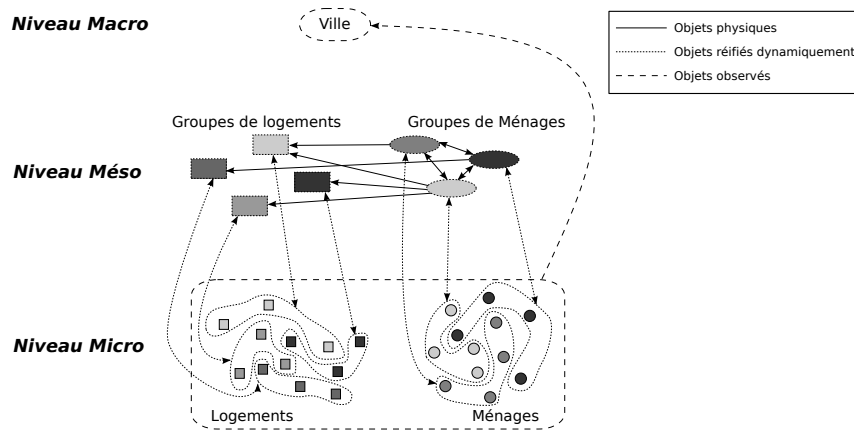 Niveau Macro
Ville
Objets physiques
Objets réifiés dynamiquement
Objets observés
Groupes de logements
Groupes de Ménages
Niveau Méso
Niveau Micro
Logements
Ménages